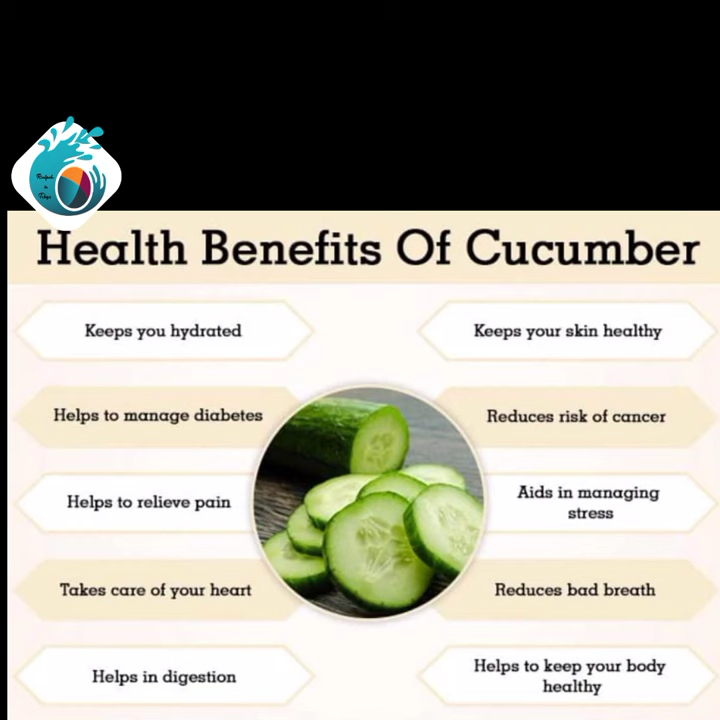 Health Benefits Of Cucumber
Keeps you hydrated
Keeps your skin healthy
Helps to manage diabetes
Reduces risk of cancer
Helps to relieve pain
Aids in managing
stress
Takes care of your heart
Reduces bad breath
Helps in digestion
Helps to keep your body
healthy